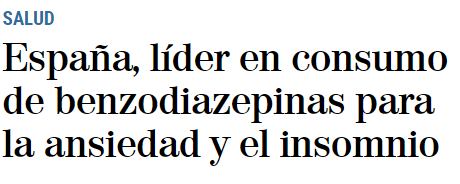 SALUD
España, líder en consumo
de benzodiazepinas para
la ansiedad y el insomnio